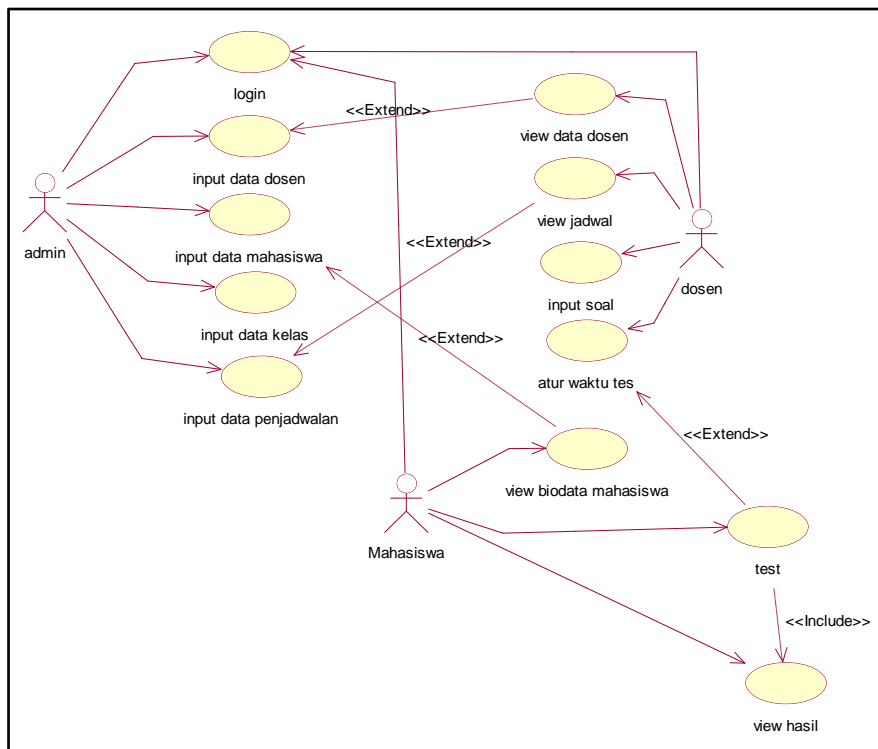 login
<<Extend>>
view data dosen
input data dosen
admin
view jadwal
<<Extend>>
input data mahasiswa
dosen
input soal
input data kelas
<<Extend>>
atur waktu tes
input data penjadwalan
<<Extend>>
view biodata mahasiswa
Mahasiswa
test
<<Include>>
view hasil